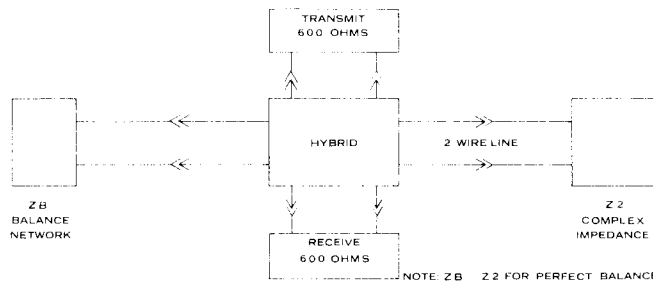 TRANSMIT
600 OHMS
HYBRID
2 WIRE LINE
ZB
BALANCE
NETWORK
Z2
COMPLEX
IMPEDANCE
RECEIVE
600 OHMS
NOTE: ZB Z2 FOR PERFECT BALANCE